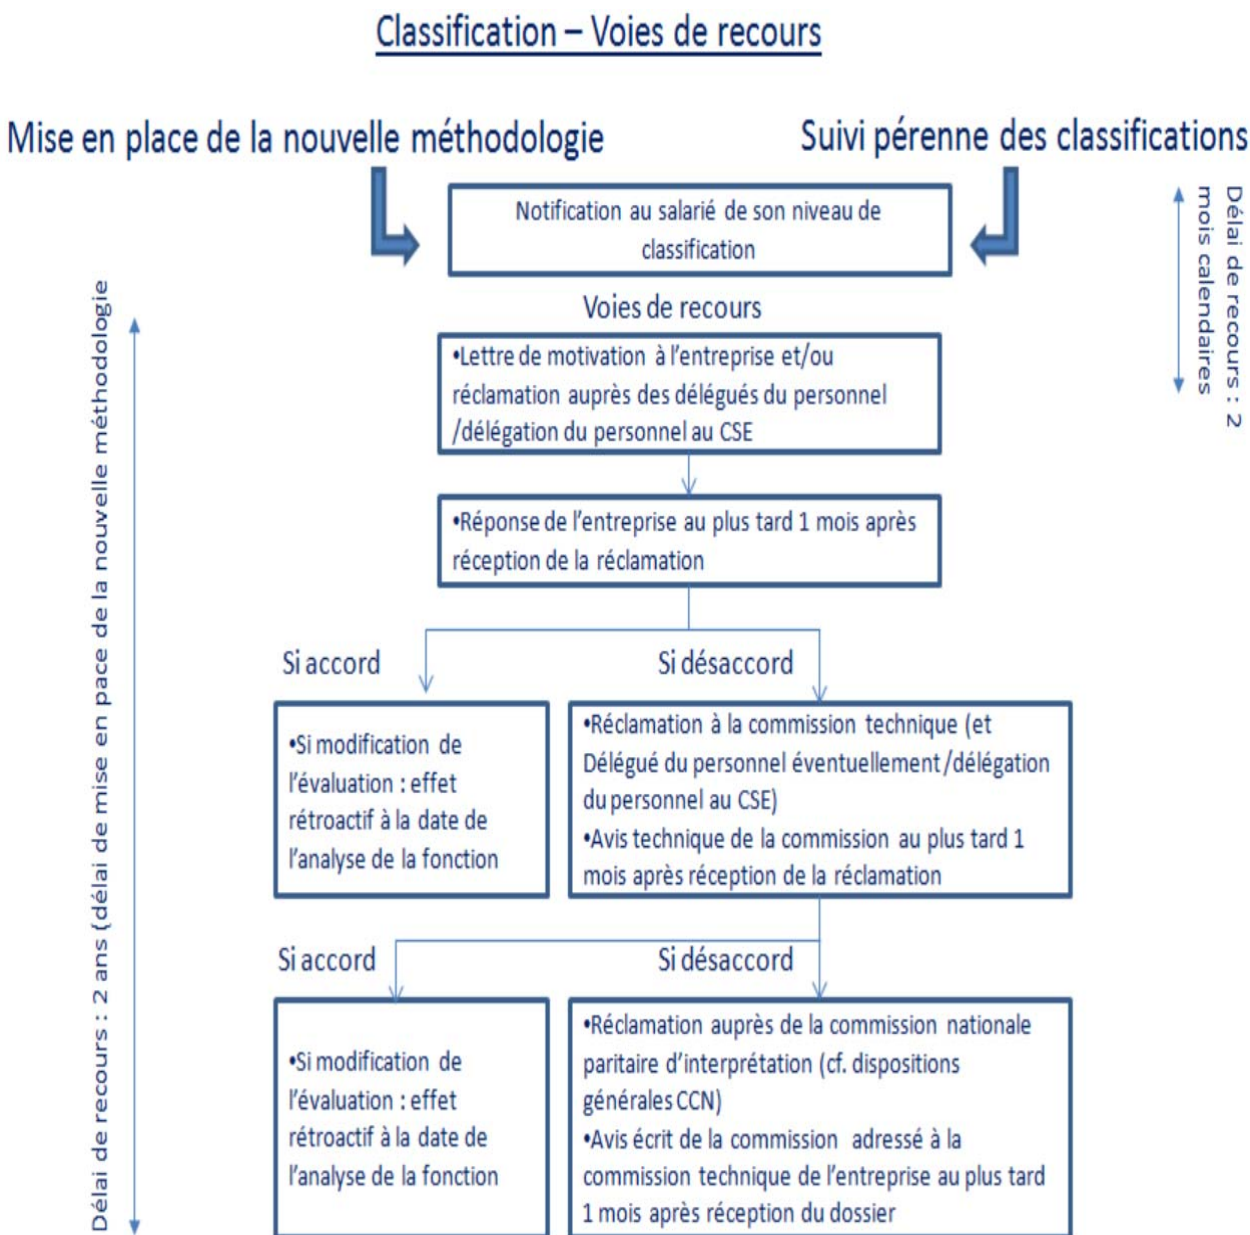 Classification – Voies de recours
Mise en place de la nouvelle méthodologie
Suivi pérenne des classifications
Notification au salarié de son niveau de
classification
Délai de recours : 2
mois calendaires
Voies de recours
•Lettre de motivation à l'entreprise et/ou
réclamation auprès des délégués du personnel
/délégation du personnel au CSE
•Réponse de l'entreprise au plus tard 1 mois après
réception de la réclamation
Délai de recours : 2 ans (délai de mise en pace de la nouvelle méthodologie
Si accord
Si désaccord
•Si modification de
l'évaluation : effet
rétroactif à la date de
l'analyse de la fonction
•Réclamation à la commission technique (et
Délégué du personnel éventuellement/délégation
du personnel au CSE)
•Avis technique de la commission au plus tard 1
mois après réception de la réclamation
Si accord
Si désaccord
•Si modification de
l'évaluation : effet
rétroactif à la date de
l'analyse de la fonction
•Réclamation auprès de la commission nationale
paritaire d'interprétation (cf. dispositions
générales CCN)
•Avis écrit de la commission adressé à la
commission technique de l'entreprise au plus tard
1 mois après réception du dossier